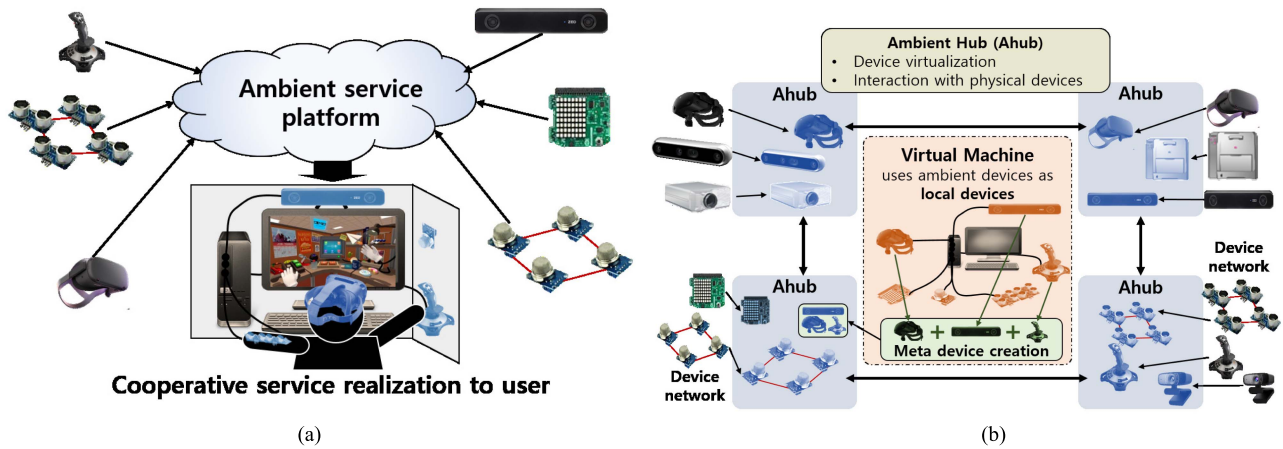 Ambient service
platform
Cooperative service realization to user
(a)
Ambient Hub (Ahub)
• Device virtualization
• Interaction with physical devices
Ahub
Ahub
Virtual Machine
uses ambient devices as
local devices
Device
network
Ahub
Ahub
Meta device creation
Device
network
(b)